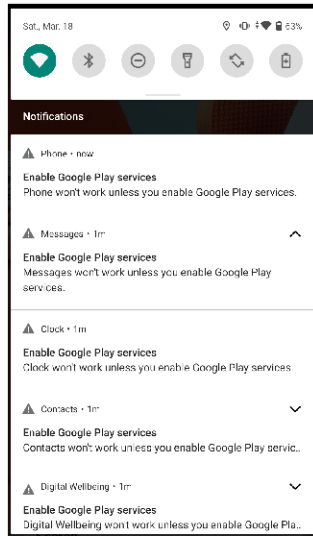 Sat., Mar. 18
63%
Notifications
Phone • now
Enable Google Play services
Phone won't work unless you enable Google Play services.
Messages • 1m
Enable Google Play services
Messages won't work unless you enable Google Play
services.
Clock • 1m
Enable Google Play services
Clock won't work unless you enable Google Play services
Contacts • 1m
Enable Google Play services
Contacts won't work unless you enable Google Play servic..
Digital Wellbeing • 1m
Enable Google Play services
Digital Wellbeing won't work unless you enable Google Pla..